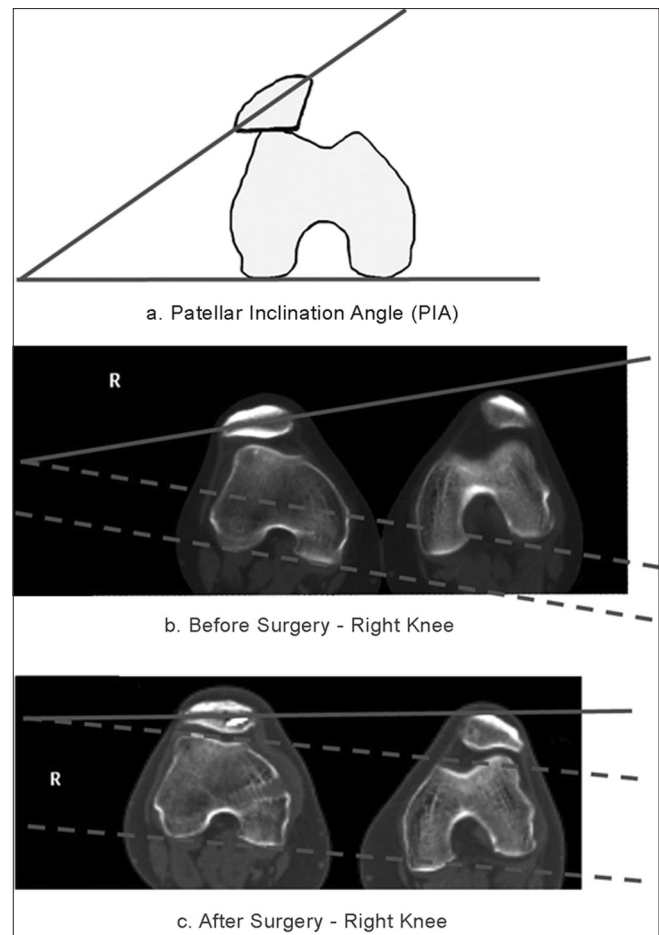 a. Patellar Inclination Angle (PIA)
R
b. Before Surgery - Right Knee
R
c. After Surgery - Right Knee